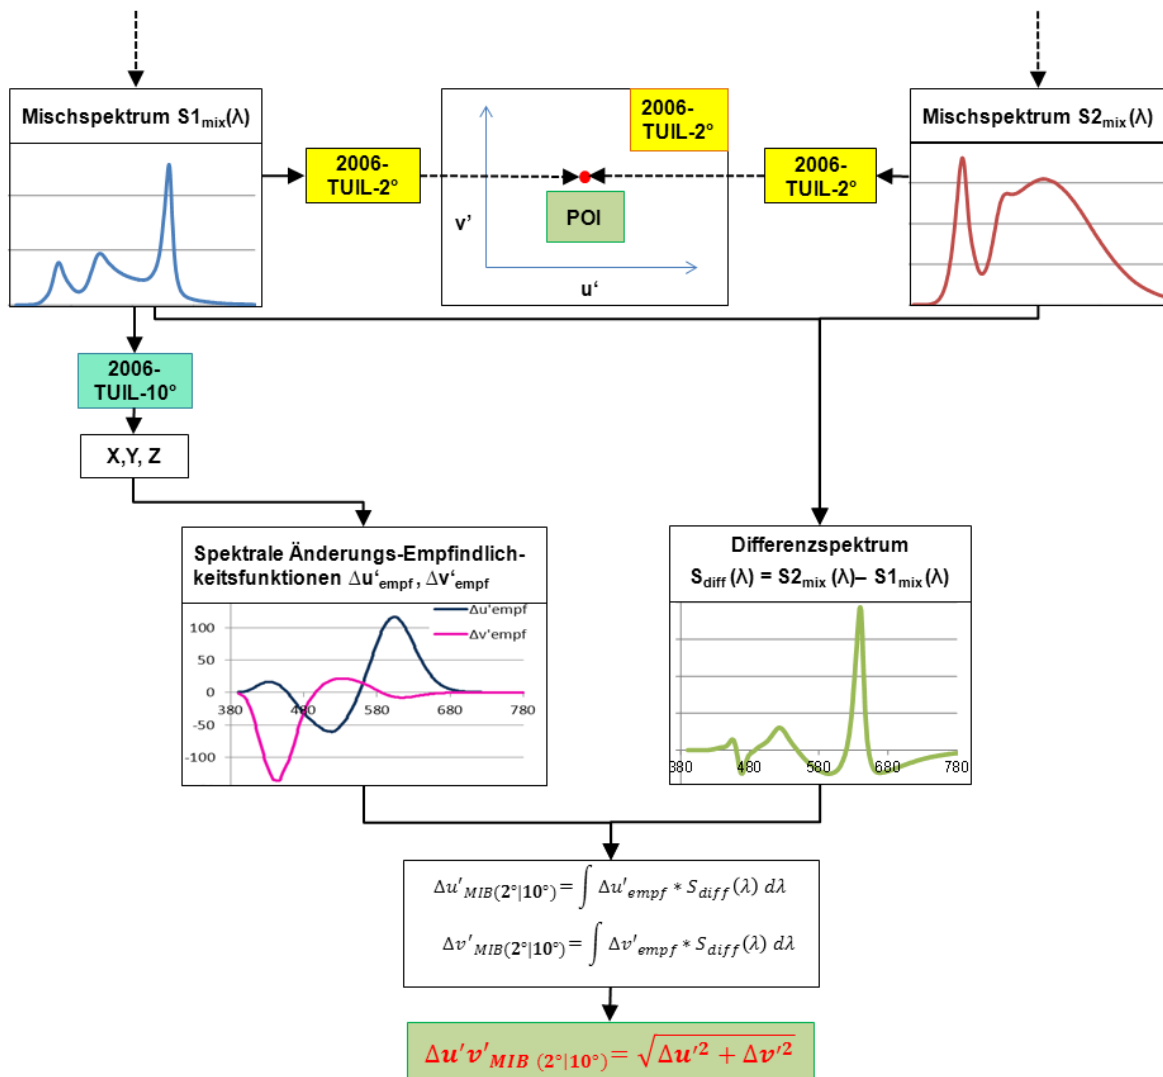 Mischspektrum S1mix(λ)
2006-
TUIL-2°
v'
u'
2006-
TUIL-2°
POI
2006-
TUIL-2°
Mischspektrum S2mix(λ)
2006-
TUIL-10°
X,Y, Z
Spektrale Änderungs-Empfindlich-
keitsfunktionen Δu'empf, Δv'empf
Δu'empf
Δv'empf
100
50
0
-50
-100
380 480 580 680 780
Differenzspektrum
Sdiff (λ) = S2mix (λ)– S1mix(λ)
380 480 580 680 780
Δu'MIB(2°|10°) = ∫ Δu'empf * Sdiff(λ) dλ
Δv'MIB(2°|10°) = ∫ Δv'empf * Sdiff(λ) dλ
Δu'v'MIB (2°|10°) = √Δu'² + Δv'²